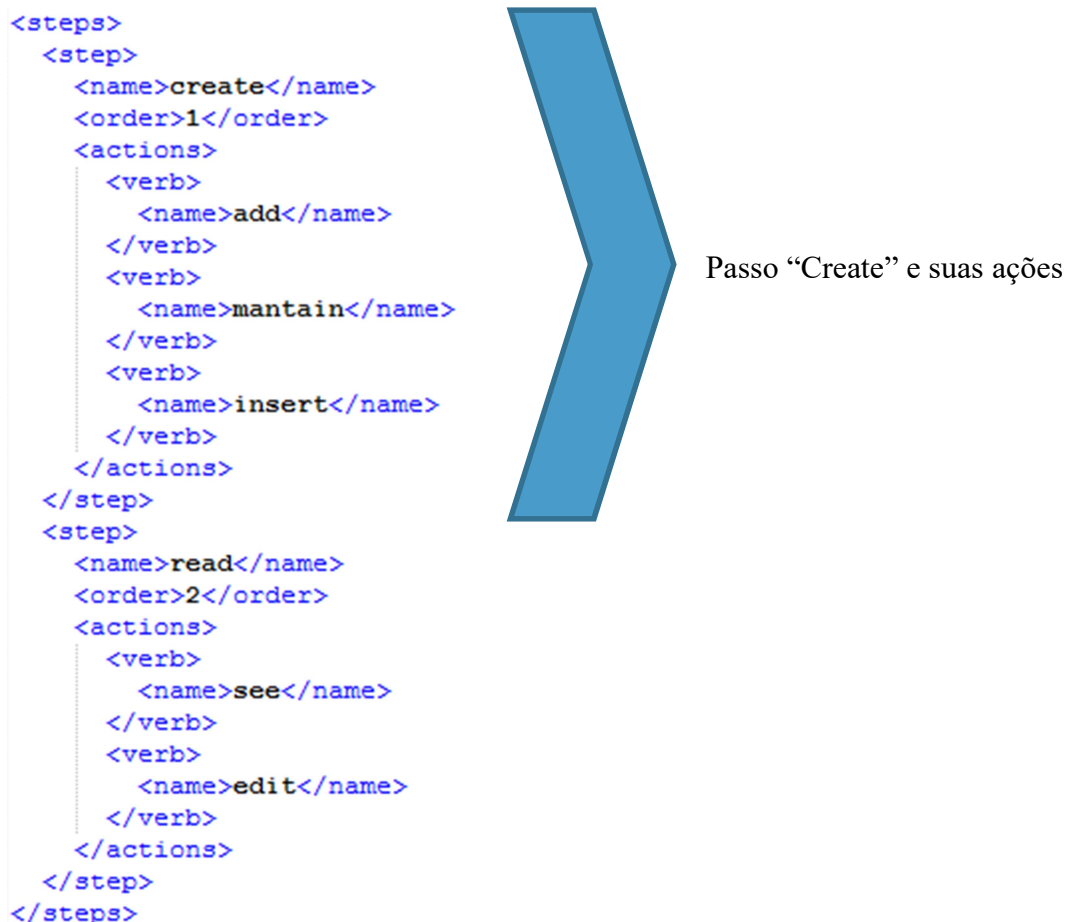 <steps>
<step>
<name>create</name>
<order>1</order>
<actions>
<verb>
<name>add</name>
</verb>
<verb>
<name>mantain</name>
</verb>
<verb>
<name>insert</name>
</verb>
</actions>
</step>
<step>
<name>read</name>
<order>2</order>
<actions>
<verb>
<name>see</name>
</verb>
<verb>
<name>edit</name>
</verb>
</actions>
</step>
</steps>
Passo “Create” e suas ações